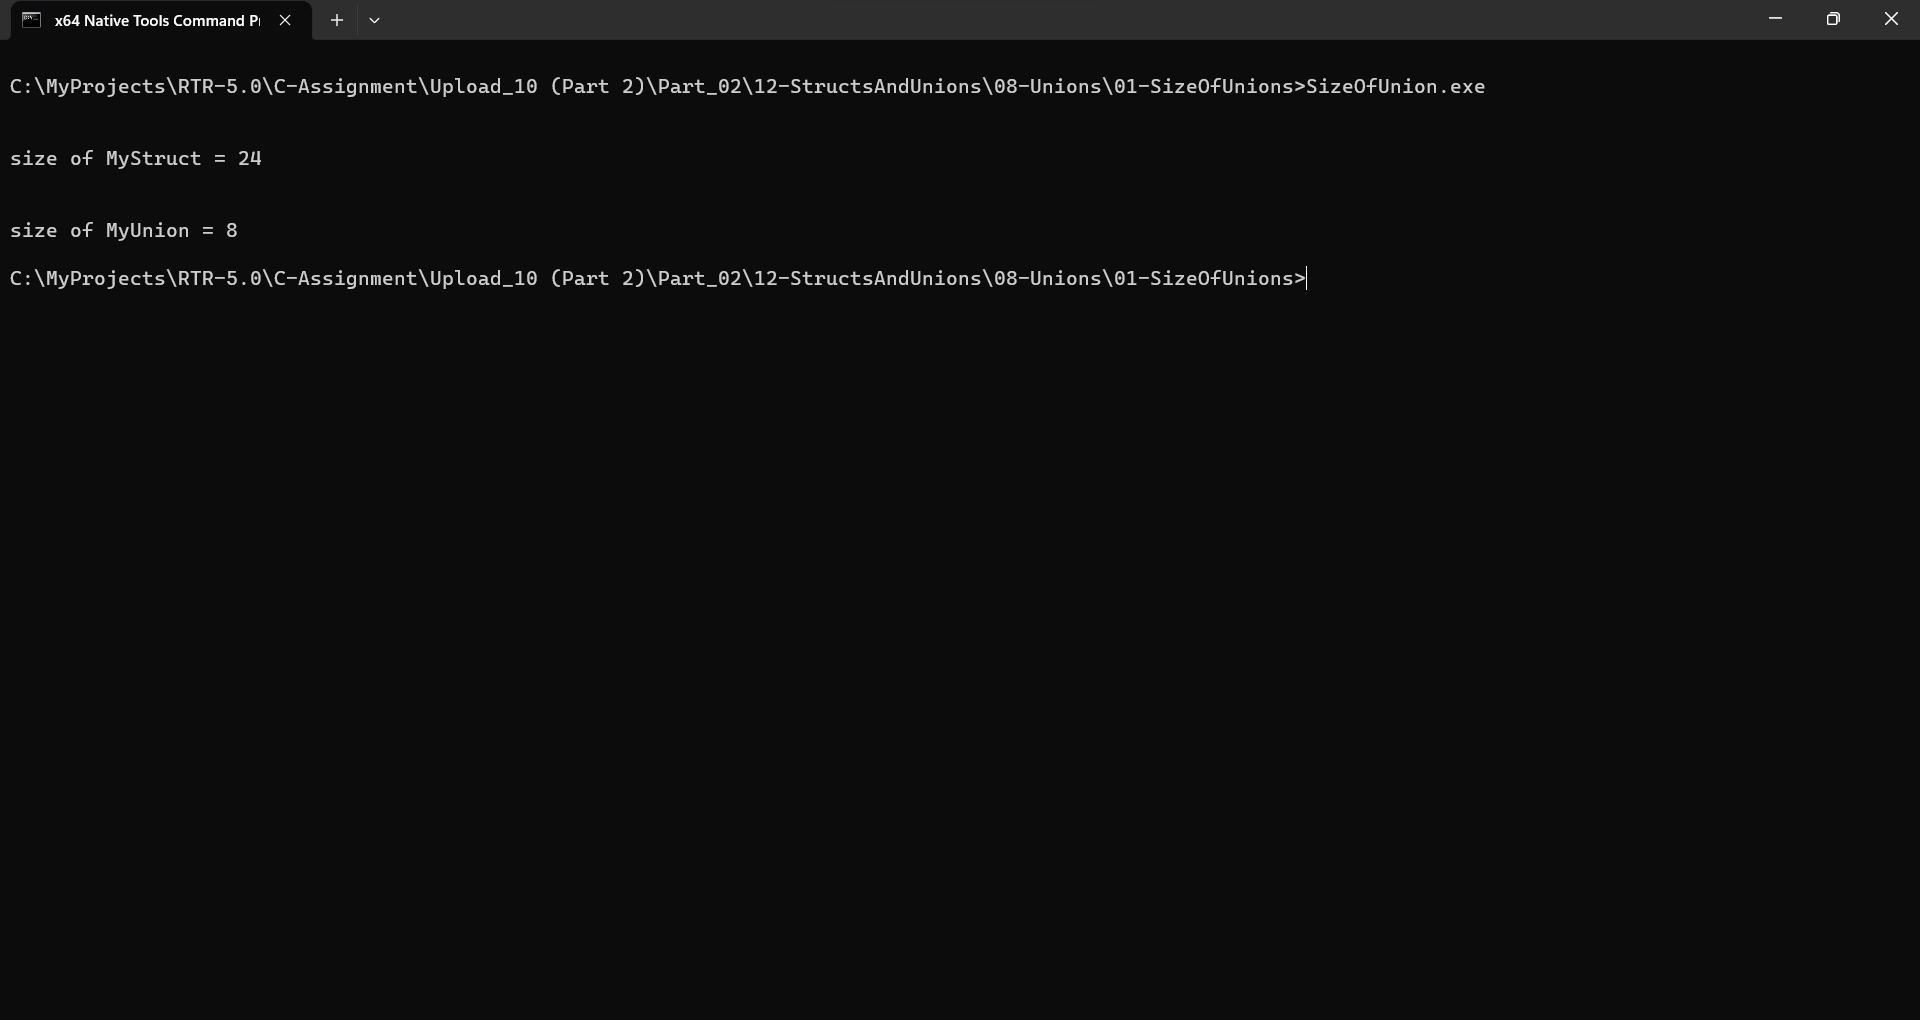 x64 Native Tools Command P
C:\MyProjects\RTR-5.0\C-Assignment\Upload_10 (Part 2)\Part_02\12-StructsAndUnions\08-Unions\01-SizeOfUnions>SizeOfUnion.exe
size of MyStruct = 24
size of MyUnion = 8
C:\MyProjects\RTR-5.0\C-Assignment\Upload_10 (Part 2)\Part_02\12-StructsAndUnions\08-Unions\01-SizeOfUnions>